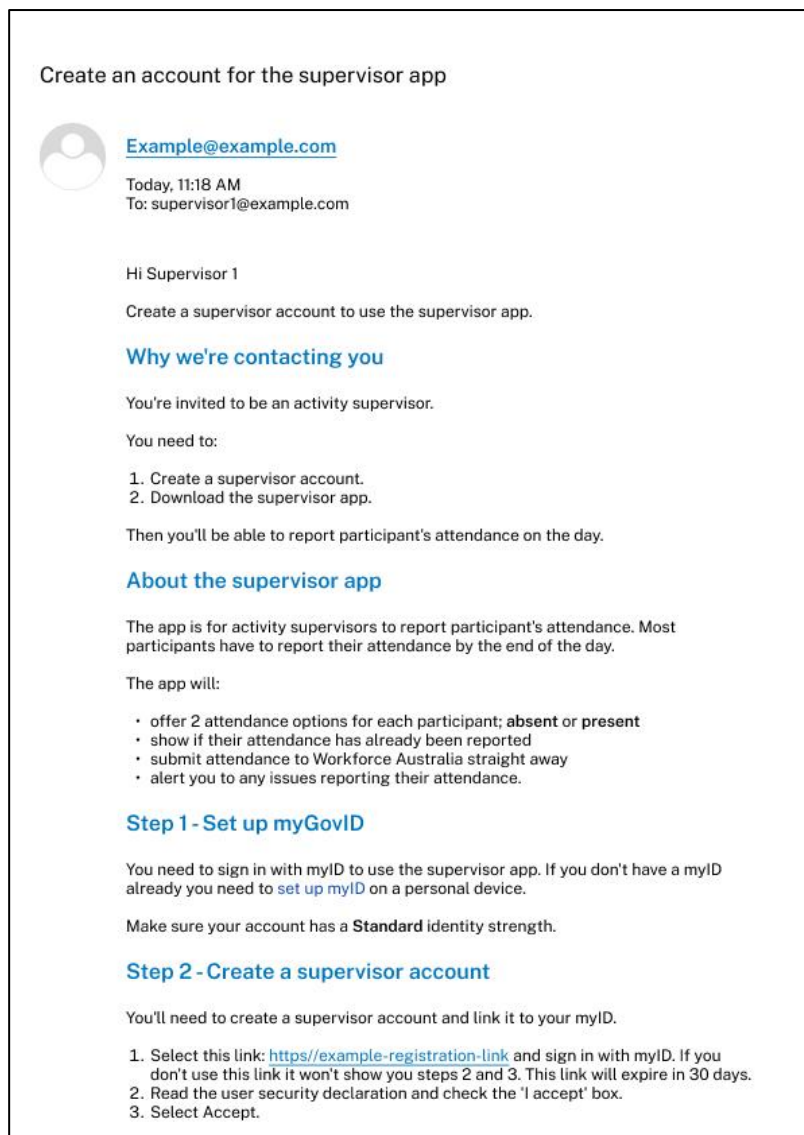 Create an account for the supervisor app
Example@example.com
Today, 11:18 AM
To: supervisor1@example.com
Hi Supervisor 1
Create a supervisor account to use the supervisor app.
Why we're contacting you
You're invited to be an activity supervisor.
You need to:
1. Create a supervisor account.
2. Download the supervisor app.
Then you'll be able to report participant's attendance on the day.
About the supervisor app
The app is for activity supervisors to report participant's attendance. Most
participants have to report their attendance by the end of the day.
The app will:
• offer 2 attendance options for each participant; absent or present
• show if their attendance has already been reported
• submit attendance to Workforce Australia straight away
• alert you to any issues reporting their attendance.
Step 1 - Set up myGovID
You need to sign in with myID to use the supervisor app. If you don't have a myID
already you need to set up myID on a personal device.
Make sure your account has a Standard identity strength.
Step 2 - Create a supervisor account
You'll need to create a supervisor account and link it to your myID.
1. Select this link: https//example-registration-link and sign in with myID. If you
don't use this link it won't show you steps 2 and 3. This link will expire in 30 days.
2. Read the user security declaration and check the 'I accept' box.
3. Select Accept.